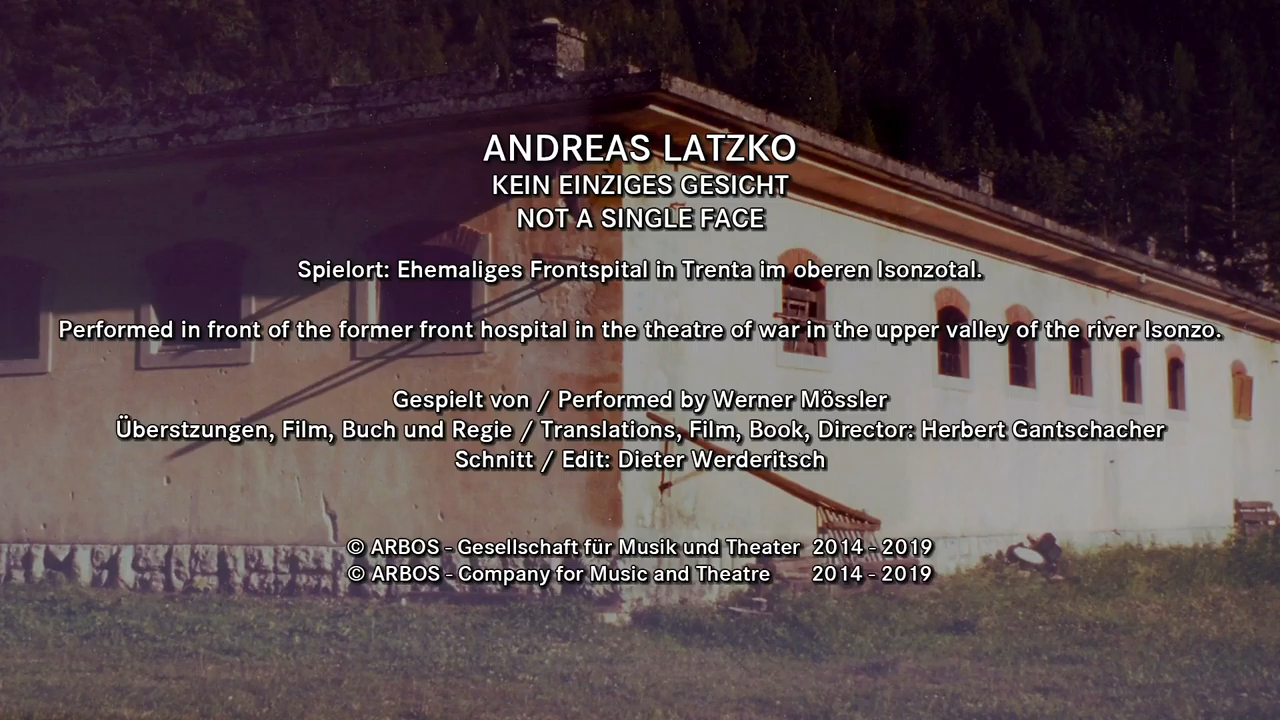 ANDREAS LATZKO
KEIN EINZIGES GESICHT
NOT A SINGLE FACE
Spielort: Ehemaliges Frontspital in Trenta im oberen Isonzotal.
Performed in front of the former front hospital in the theatre of war in the upper valley of the river Isonzo.
Gespielt von / Performed by Werner Mössler
Überstzungen, Film, Buch und Regie / Translations, Film, Book, Director: Herbert Gantschacher
Schnitt / Edit: Dieter Werderitsch
© ARBOS - Gesellschaft für Musik und Theater 2014 - 2019
© ARBOS - Company for Music and Theatre 2014 - 2019